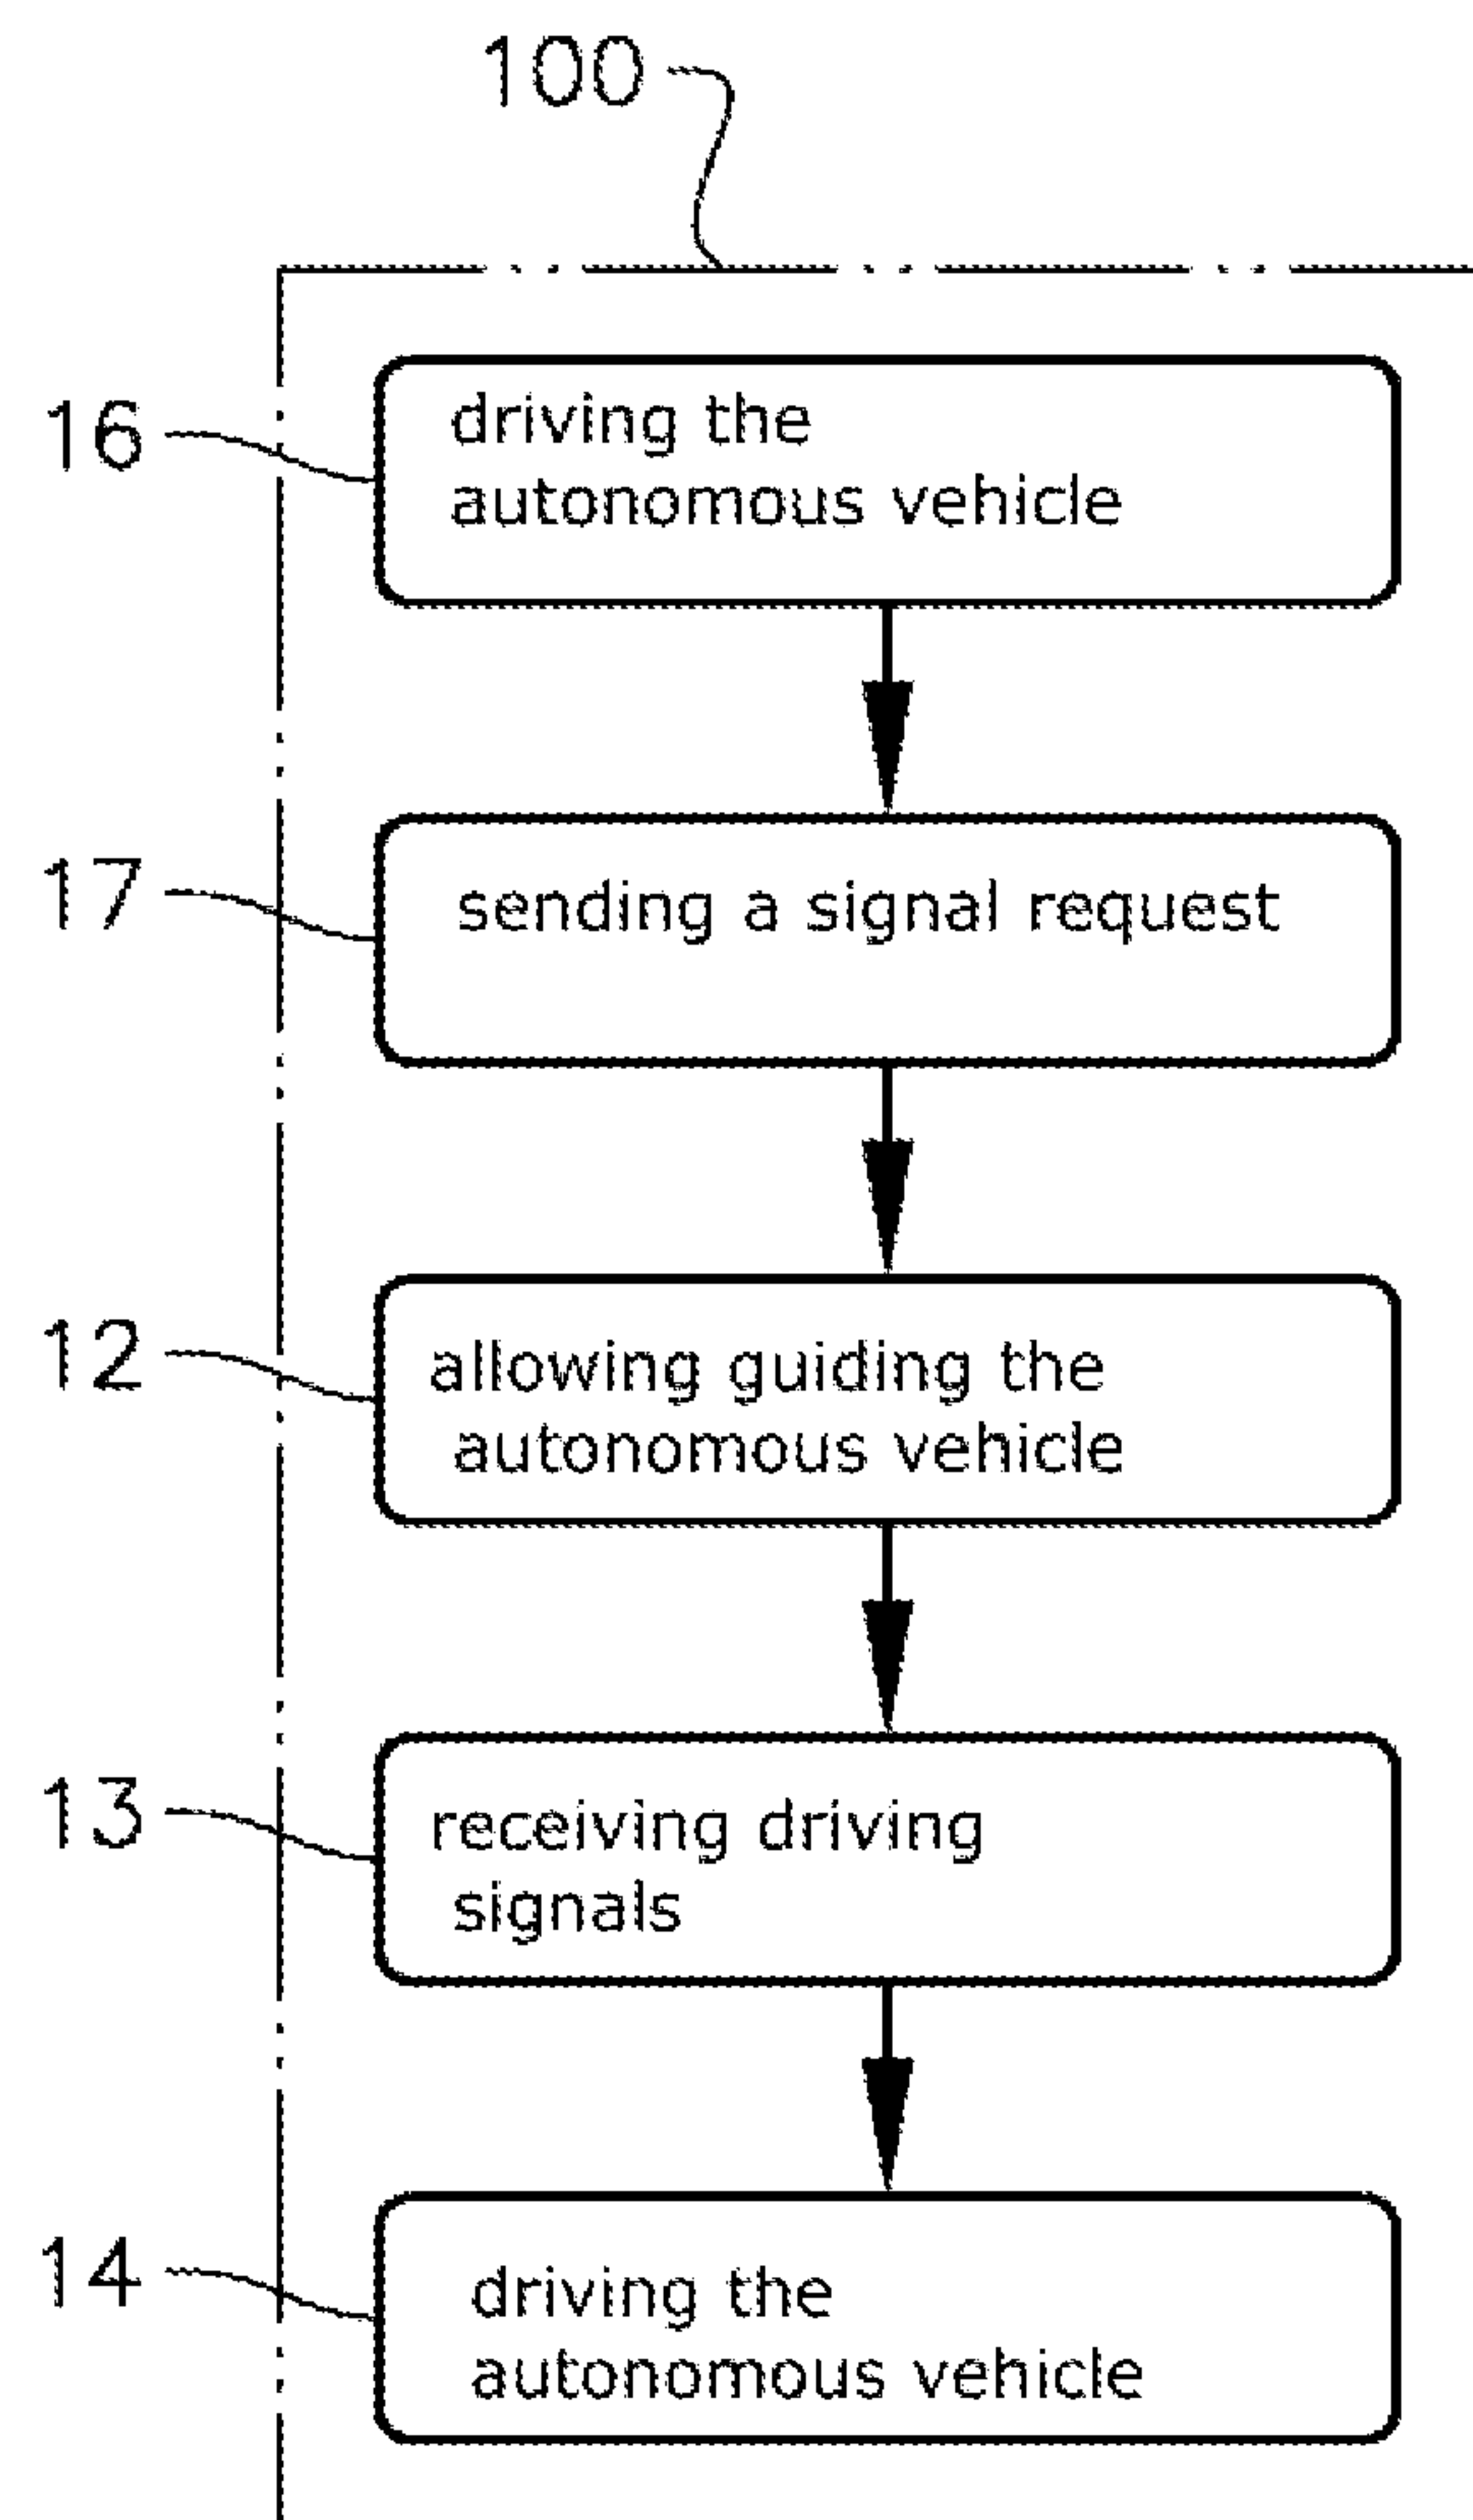 100
16
driving the
autonomous vehicle
17
sending a signal request
12
allowing guiding the
autonomous vehicle
13
receiving driving
signals
14
driving the
autonomous vehicle